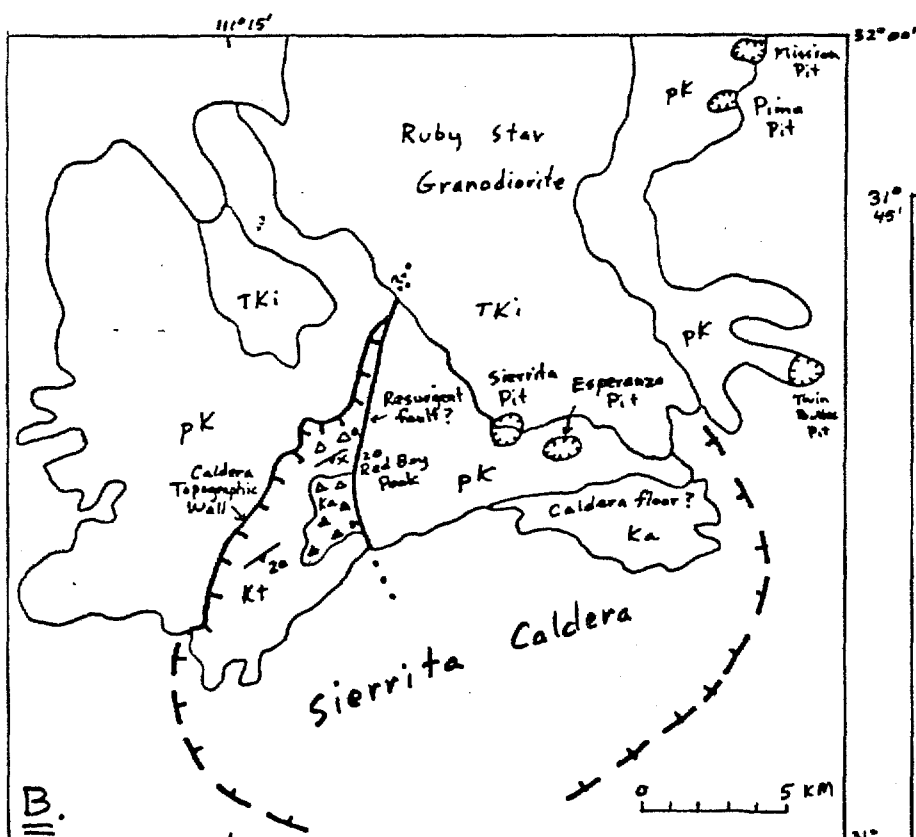 111° 15'
32° 00'
Mission
Pit
pK
Pima
Pit
Ruby Star
Granodiorite
31°
45'
?
TKi
TKi
pK
Sierrita
Pit
Esperanza
Pit
Twin
Buttes
Pit
Resurgent
fault?
pK
Caldera
Topographic
Wall
20
Red Boy
Peak
pK
Ka
Caldera floor?
Ka
20
Kt
Sierrita Caldera
B.
0 5 KM
31°